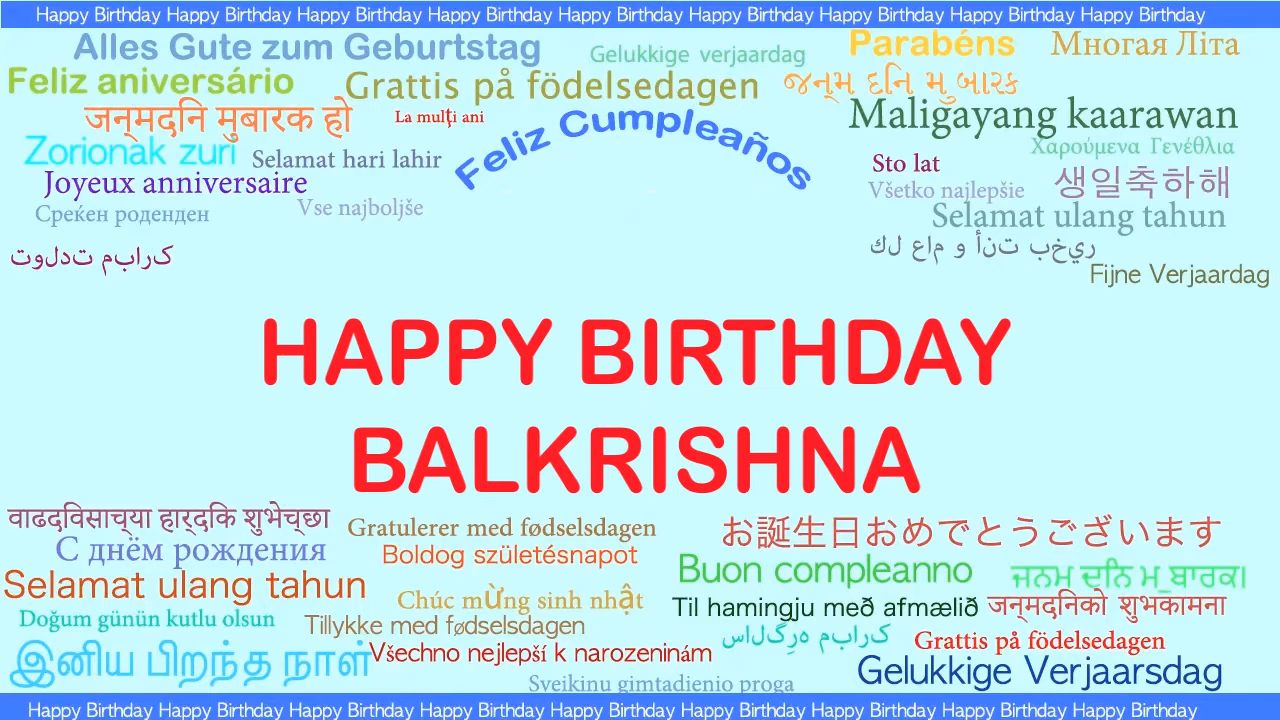 Happy Birthday Happy Birthday Happy Birthday Happy Birthday Happy Birthday Happy Birthday Happy Birthday Happy Birthday Happy Birthday
Alles Gute zum Geburtstag
Gelukkige verjaardag
Parabéns
Многая Літа
Feliz aniversário
Grattis på födelsedagen
જન્મ દનિ મુ બારક
जन्मदनि मुबारक हो
La mulţi ani
Feliz Cumpleaños
Maligayang kaarawan
Zorionak zuri
Selamat hari lahir
Χαρούμενα Γενέθλια
Sto lat
Joyeux anniversaire
Všetko najlepšie
생일축하해
Среќен роденден
Vse najboljše
Selamat ulang tahun
تولدت مبارک
كل عام و أنت بخير
Fijne Verjaardag
HAPPY BIRTHDAY
BALKRISHNA
वाढदविसाच्या हार्दकि शुभेच्छा
Gratulerer med fødselsdagen
お誕生日おめでとうございます
С днём рождения
Boldog születésnapot
Buon compleanno
ਜਨਮ ਦਨਿ ਮੁ ਬਾਰਕ।
Selamat ulang tahun
Chúc mừng sinh nhật
Til hamingju með afmælið
जन्मदनिको शुभकामना
Doğum günün kutlu olsun
Tillykke med fødselsdagen
سالگرہ مبارک
Grattis på födelsedagen
இனிய பிறந்த நாள்
Všechno nejlepší k narozeninám
Gelukkige Verjaarsdag
Sveikinu gimtadienio proga
Happy Birthday Happy Birthday Happy Birthday Happy Birthday Happy Birthday Happy Birthday Happy Birthday Happy Birthday Happy Birthday